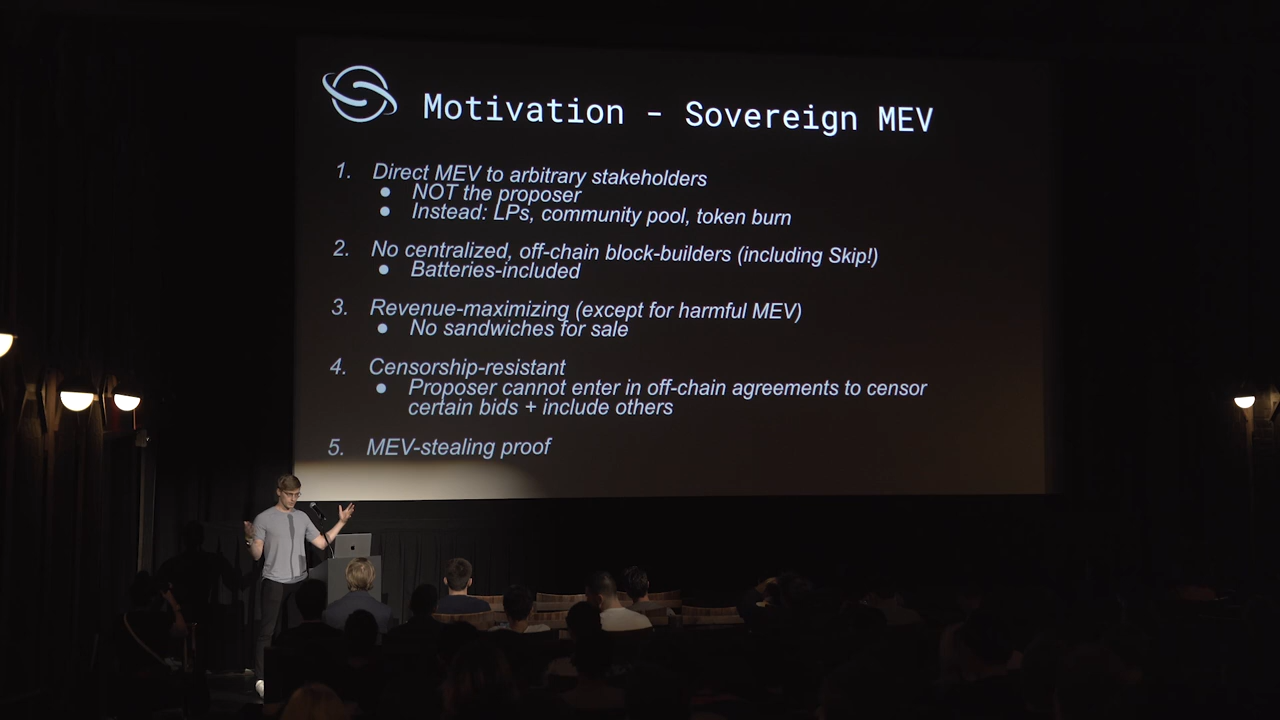 Motivation - Sovereign MEV
1. Direct MEV to arbitrary stakeholders
● NOT the proposer
● Instead: LPs, community pool, token burn
2. No centralized, off-chain block-builders (including Skip!)
● Batteries-included
3. Revenue-maximizing (except for harmful MEV)
● No sandwiches for sale
4. Censorship-resistant
● Proposer cannot enter in off-chain agreements to censor
certain bids + include others
5. MEV-stealing proof